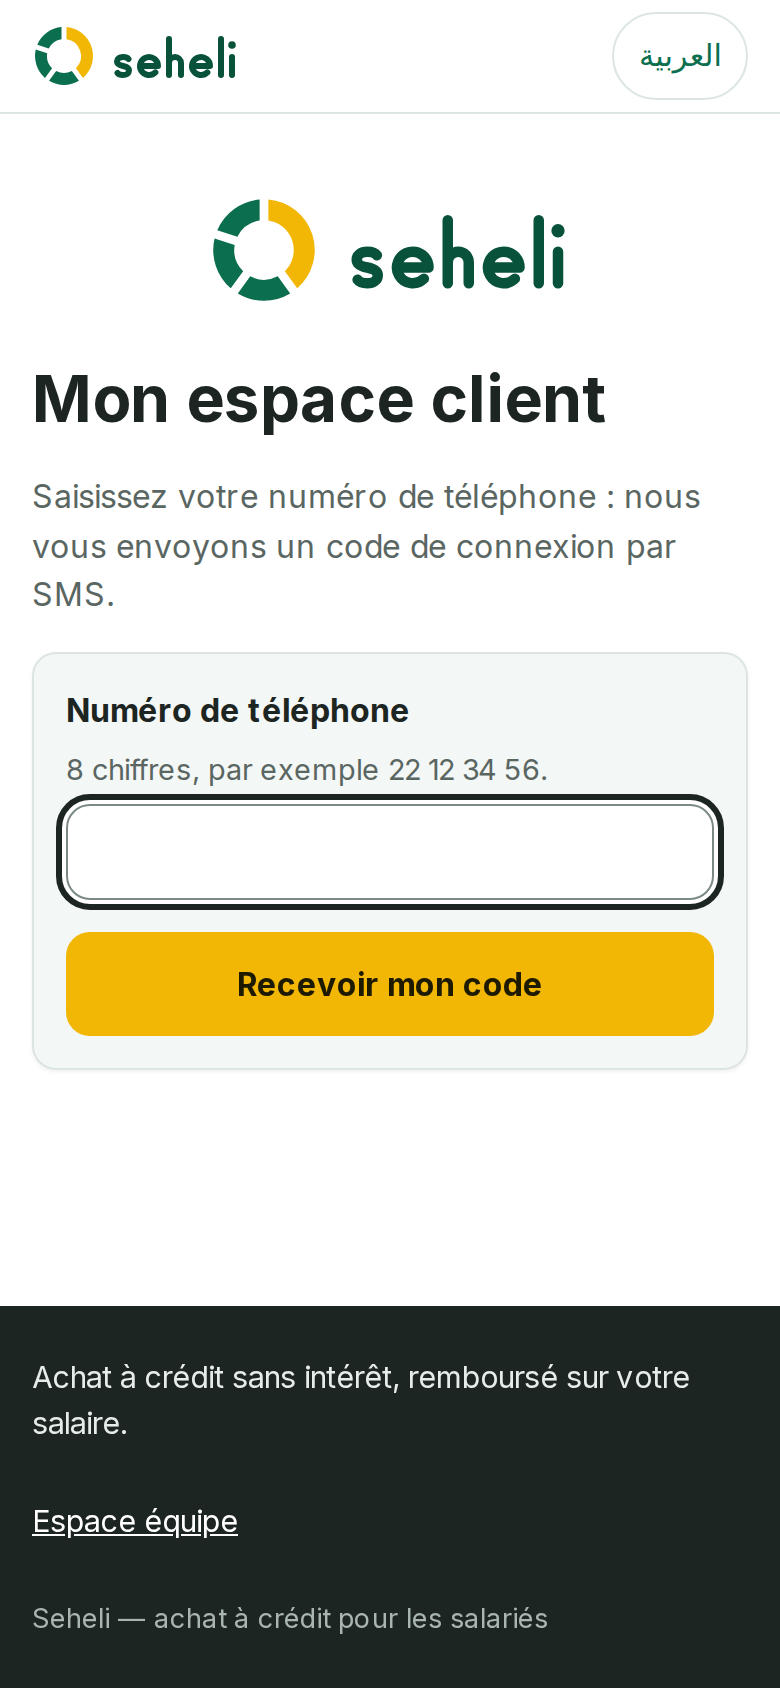 seheli
العربية
seheli
Mon espace client
Saisissez votre numéro de téléphone : nous
vous envoyons un code de connexion par
SMS.
Numéro de téléphone
8 chiffres, par exemple 22 12 34 56.
Recevoir mon code
Achat à crédit sans intérêt, remboursé sur votre
salaire.
Espace équipe
Seheli — achat à crédit pour les salariés